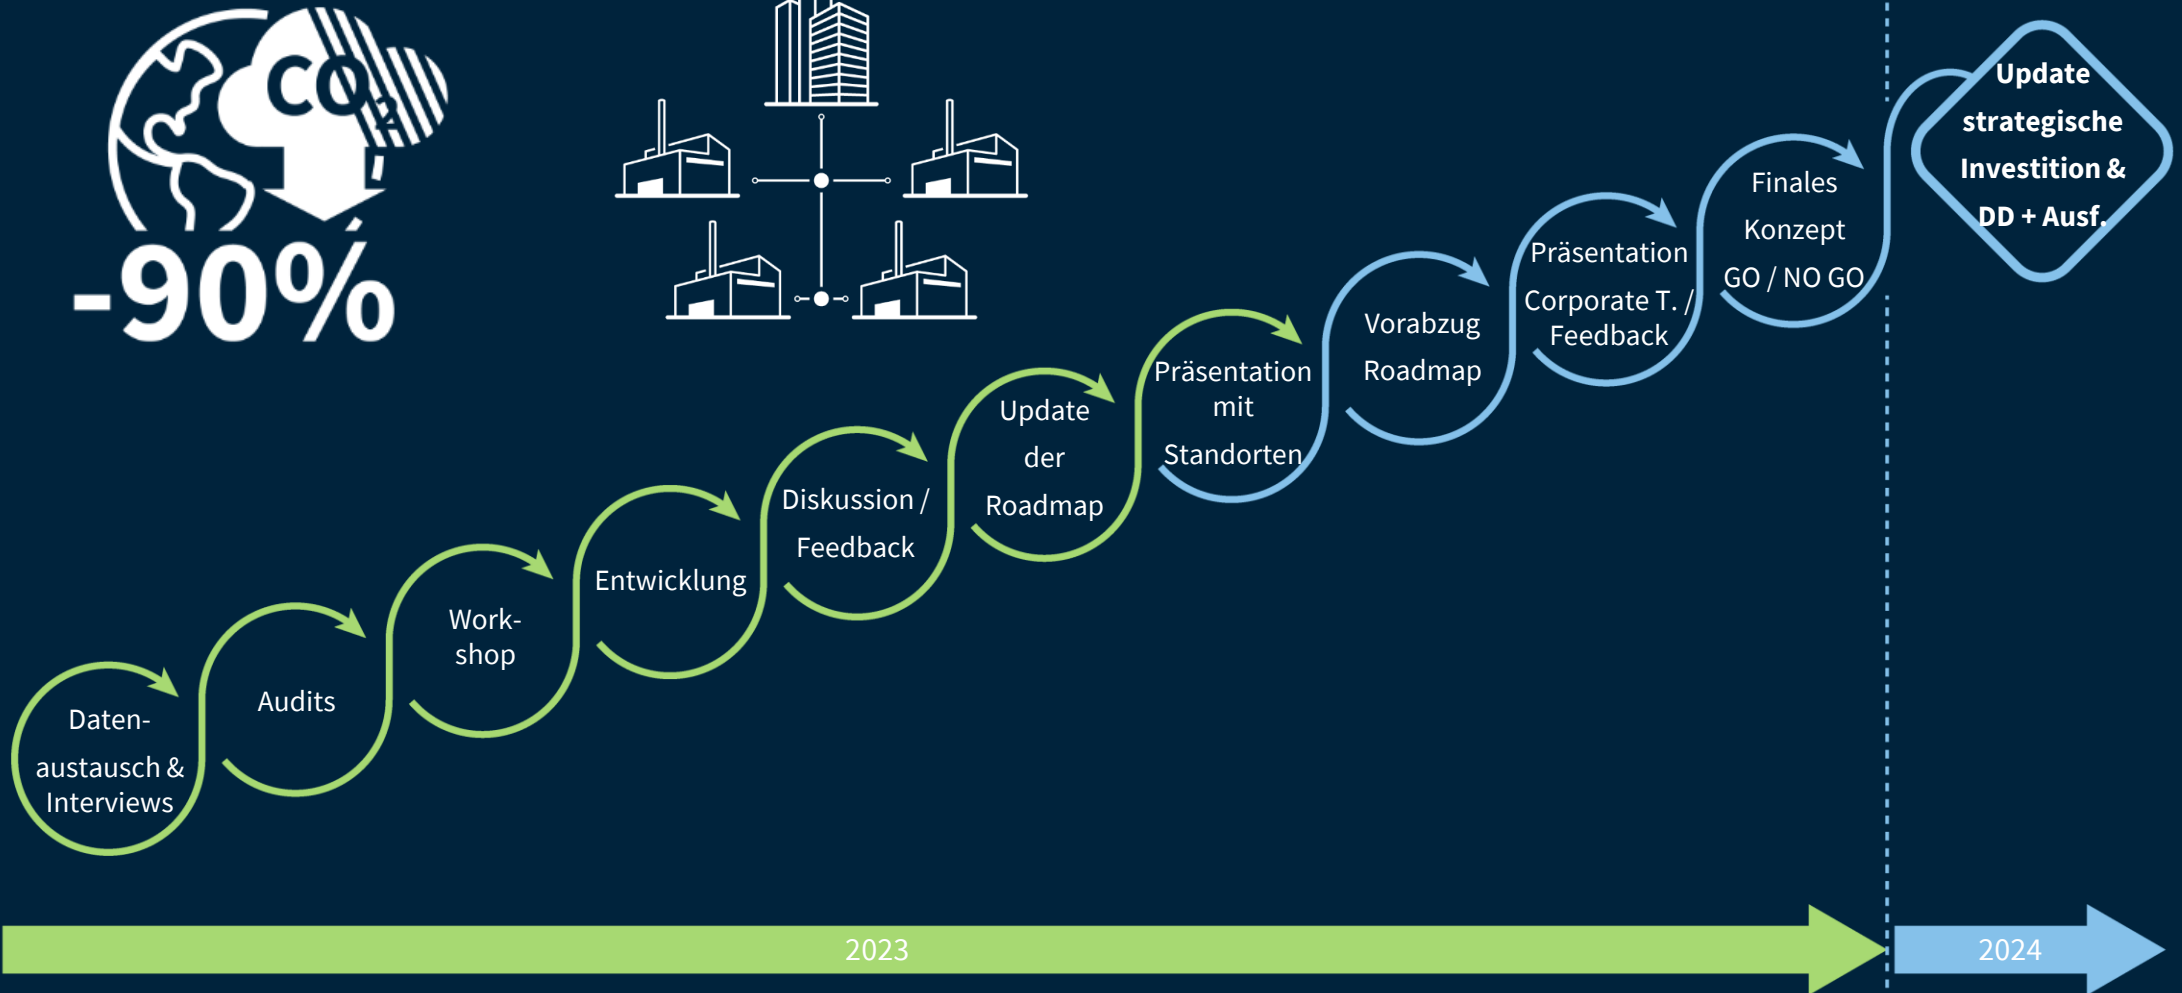 CO₂
-90%
Daten-
austausch &
Interviews
Audits
Work-
shop
Entwicklung
Diskussion /
Feedback
Update
der
Roadmap
Präsentation
mit
Standorten
Vorabzug
Roadmap
Präsentation
Corporate T. /
Feedback
Finales
Konzept
GO / NO GO
Update
strategische
Investition &
DD + Ausf.
2023
2024